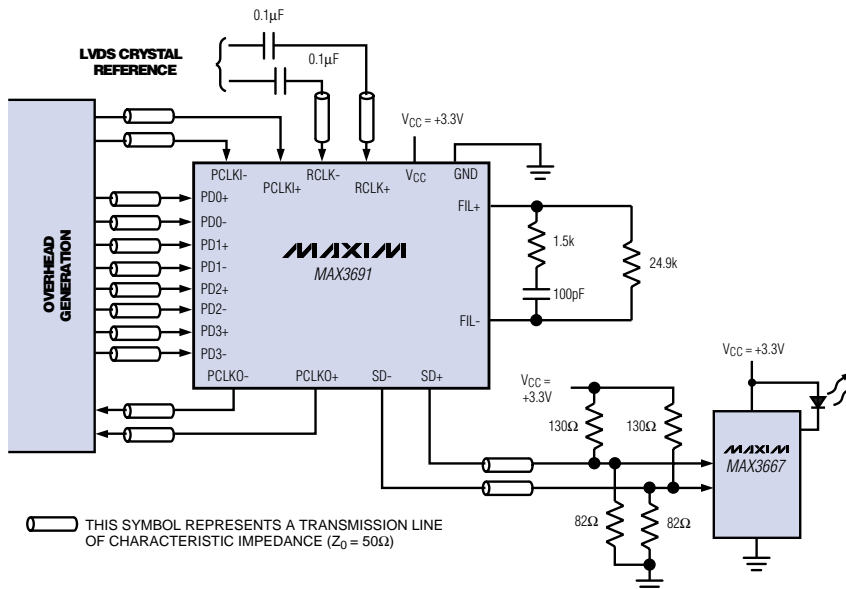 0.1µF
0.1µF
LVDS CRYSTAL
REFERENCE
VCC = +3.3V
PCLKI-
PCLKI+
RCLK-
RCLK+
VCC
GND
OVERHEAD
GENERATION
PD0+
PD0-
PD1+
PD1-
PD2+
PD2-
PD3+
PD3-
MAXIM
MAX3691
FIL+
FIL-
1.5k
100pF
24.9k
PCLKO-
PCLKO+
SD-
SD+
VCC =
+3.3V
130Ω
130Ω
VCC = +3.3V
MAXIM
MAX3667
82Ω
82Ω
THIS SYMBOL REPRESENTS A TRANSMISSION LINE
OF CHARACTERISTIC IMPEDANCE (Z0 = 50Ω)